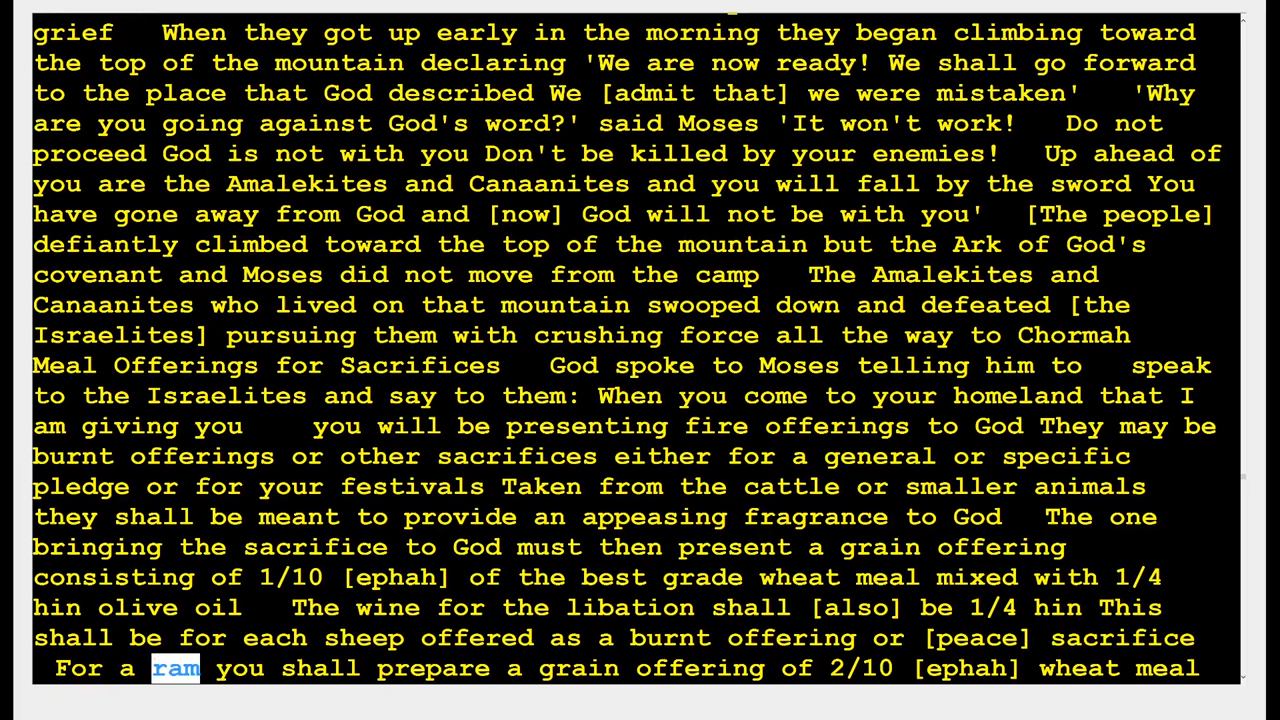 grief When they got up early in the morning they began climbing toward
the top of the mountain declaring 'We are now ready! We shall go forward
to the place that God described We [admit that] we were mistaken' 'Why
are you going against God's word?' said Moses 'It won't work! Do not
proceed God is not with you Don't be killed by your enemies! Up ahead of
you are the Amalekites and Canaanites and you will fall by the sword You
have gone away from God and [now] God will not be with you' [The people]
defiantly climbed toward the top of the mountain but the Ark of God's
covenant and Moses did not move from the camp The Amalekites and
Canaanites who lived on that mountain swooped down and defeated [the
Israelites] pursuing them with crushing force all the way to Chormah
Meal Offerings for Sacrifices God spoke to Moses telling him to speak
to the Israelites and say to them: When you come to your homeland that I
am giving you you will be presenting fire offerings to God They may be
burnt offerings or other sacrifices either for a general or specific
pledge or for your festivals Taken from the cattle or smaller animals
they shall be meant to provide an appeasing fragrance to God The one
bringing the sacrifice to God must then present a grain offering
consisting of 1/10 [ephah] of the best grade wheat meal mixed with 1/4
hin olive oil The wine for the libation shall [also] be 1/4 hin This
shall be for each sheep offered as a burnt offering or [peace] sacrifice
For a ram you shall prepare a grain offering of 2/10 [ephah] wheat meal